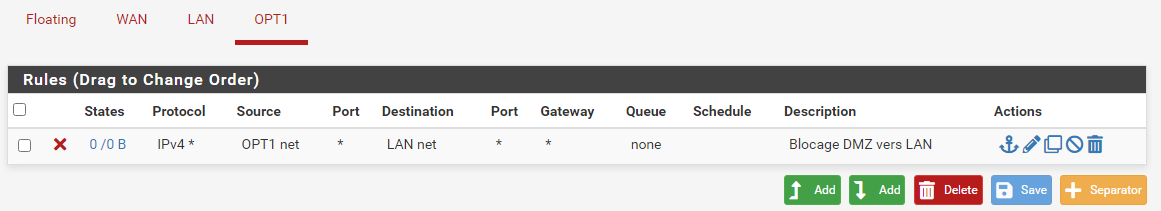 Floating WAN LAN OPT1
Rules (Drag to Change Order)
States Protocol Source Port Destination Port Gateway Queue Schedule Description Actions
0 /0 B IPv4 * OPT1 net * LAN net * * none Blocage DMZ vers LAN
Add Add Delete Save Separator